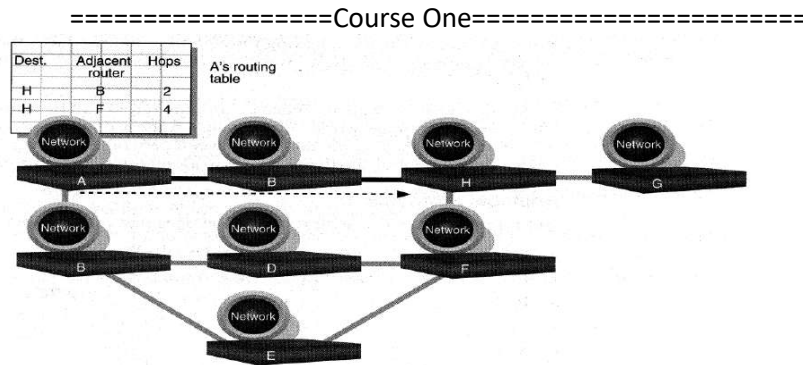 ==================Course One=======================
Dest. Adjacent router Hops
H B 2
H F 4
A's routing
table
Network Network Network Network
A B H G
Network Network Network
B D F
Network
E